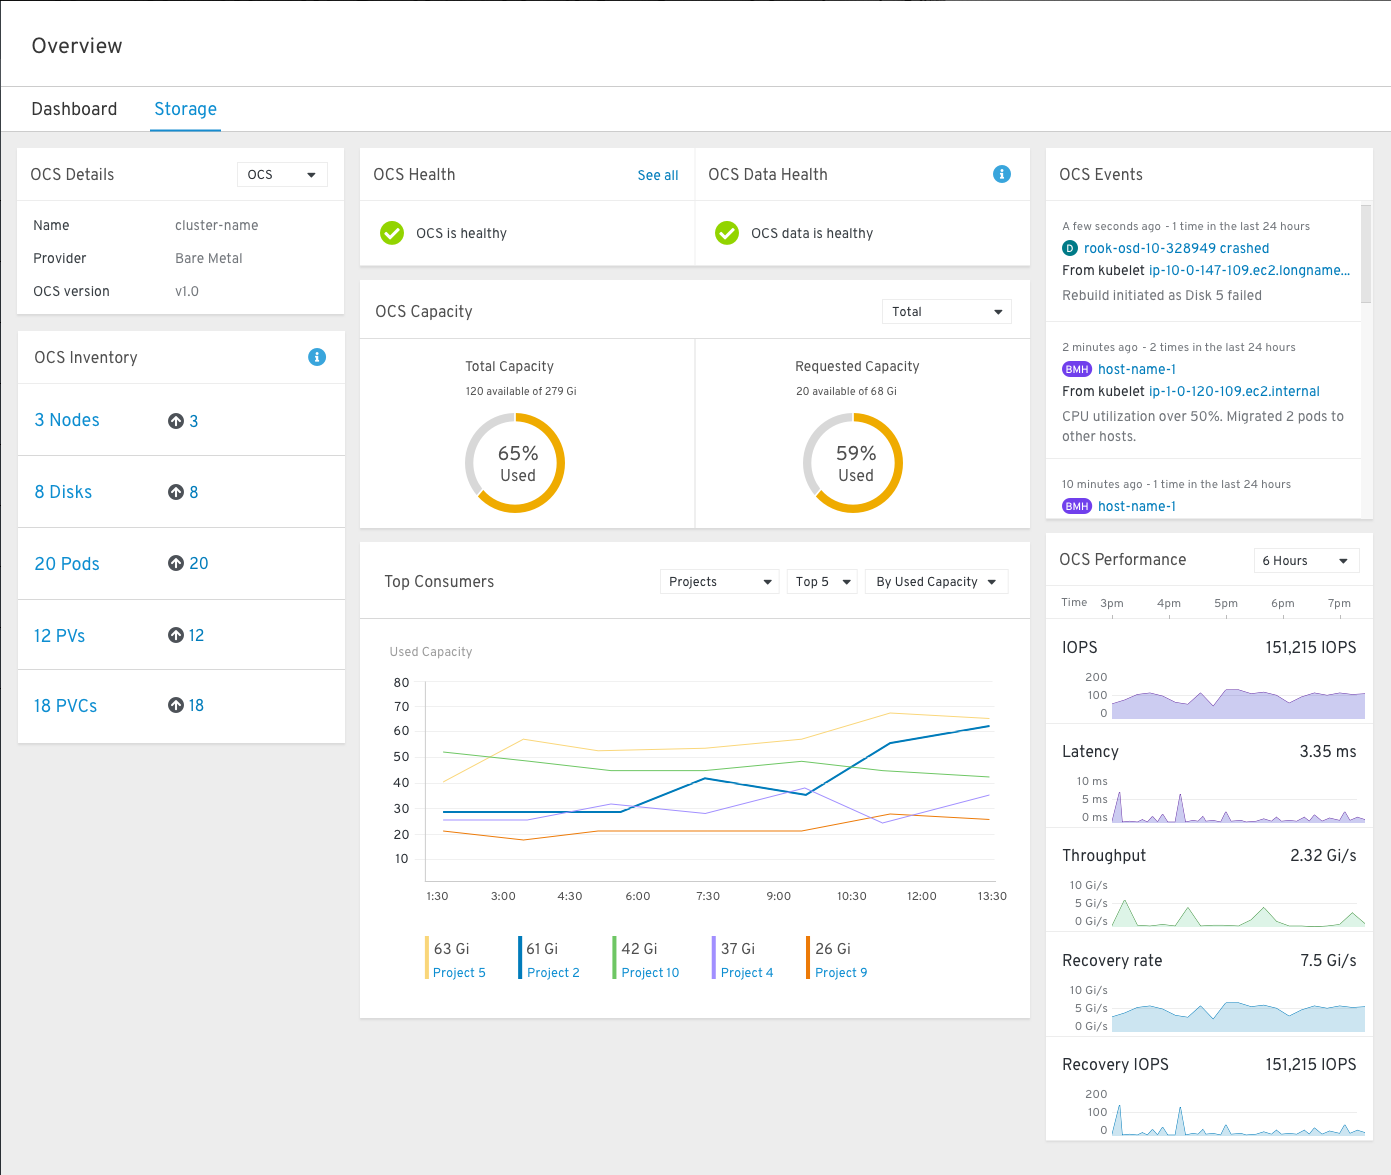 Overview
Dashboard
Storage
OCS Details
OCS
Name
cluster-name
Provider
Bare Metal
OCS version
v1.0
OCS Inventory
3 Nodes
3
8 Disks
8
20 Pods
20
12 PVs
12
18 PVCs
18
OCS Health
See all
OCS is healthy
OCS Data Health
OCS data is healthy
OCS Capacity
Total
Total Capacity
120 available of 279 Gi
65%
Used
Requested Capacity
20 available of 68 Gi
59%
Used
Top Consumers
Projects
Top 5
By Used Capacity
Used Capacity
80
70
60
50
40
30
20
10
1:30
3:00
4:30
6:00
7:30
9:00
10:30
12:00
13:30
63 Gi
Project 5
61 Gi
Project 2
42 Gi
Project 10
37 Gi
Project 4
26 Gi
Project 9
OCS Events
A few seconds ago - 1 time in the last 24 hours
D rook-osd-10-328949 crashed
From kubelet ip-10-0-147-109.ec2.longname...
Rebuild initiated as Disk 5 failed
2 minutes ago - 2 times in the last 24 hours
BMH host-name-1
From kubelet ip-1-0-120-109.ec2.internal
CPU utilization over 50%. Migrated 2 pods to
other hosts.
10 minutes ago - 1 time in the last 24 hours
BMH host-name-1
OCS Performance
6 Hours
Time
3pm
4pm
5pm
6pm
7pm
IOPS
151,215 IOPS
200
100
0
Latency
3.35 ms
10 ms
5 ms
0 ms
Throughput
2.32 Gi/s
10 Gi/s
5 Gi/s
0 Gi/s
Recovery rate
7.5 Gi/s
10 Gi/s
5 Gi/s
0 Gi/s
Recovery IOPS
151,215 IOPS
200
100
0